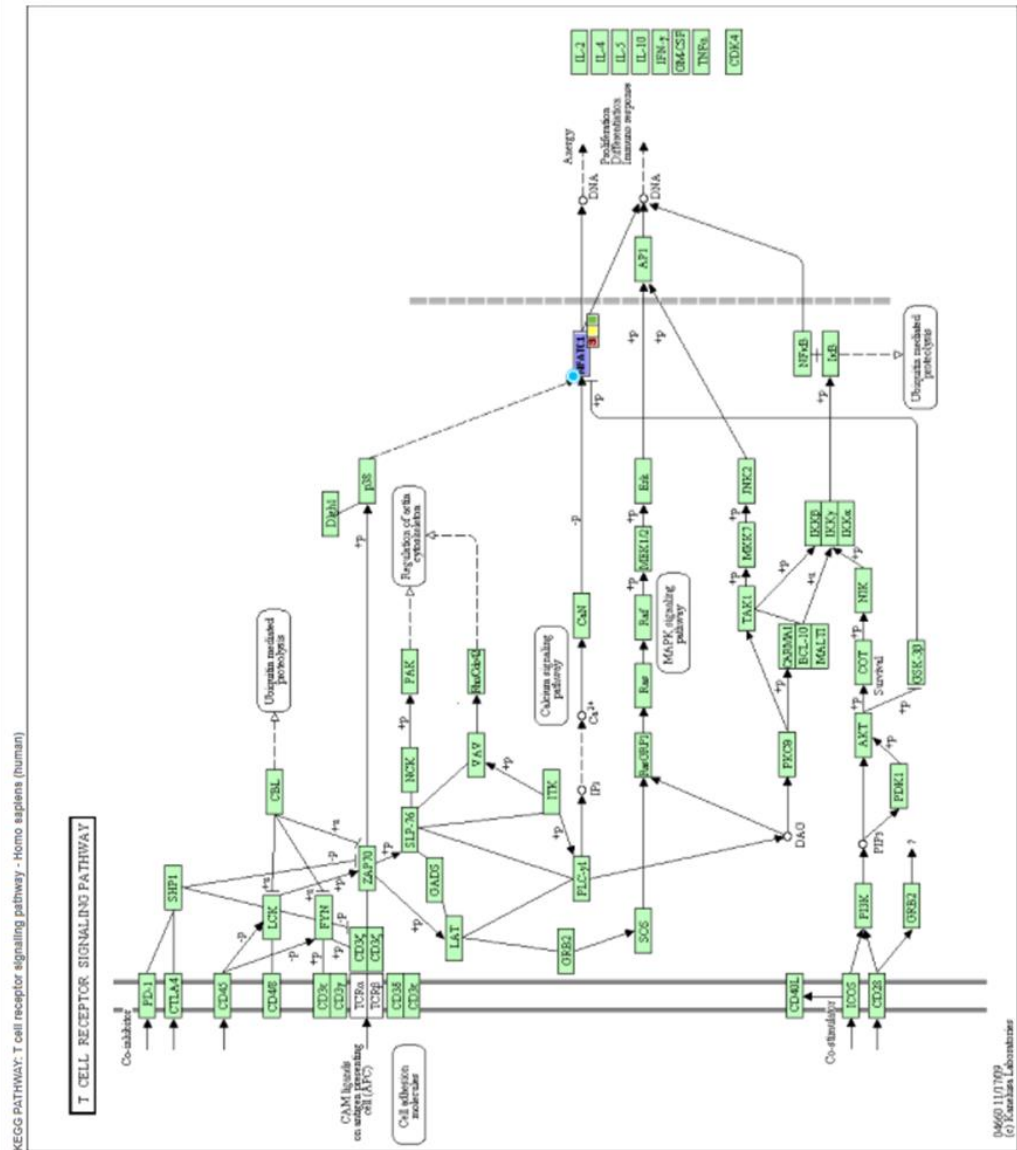 KEGG PATHWAY: T cell receptor signaling pathway - Homo sapiens (human)
T CELL RECEPTOR SIGNALING PATHWAY
Co-inhibitor
PD-1
CTLA4
CD45
CD4/8
CD3ε
CD3γ
TCRα
TCRβ
CD3δ
CD3ε
CAM ligands
on antigen presenting
cell (APC)
Cell adhesion
molecules
CD40L
Co-stimulator
ICOS
CD28
SHP1
LCK
FYN
CD3ζ
CD3ζ
CBL
Ubiquitin mediated
proteolysis
ZAP70
LAT
GADS
SLP-76
NCK
PAK
Regulation of actin
cytoskeleton
VAV
ITK
PLC-γ1
IP3
Ca2+
Calcium signaling
pathway
CaN
Dlgh1
p38
NFATC1
GRB2
SOS
RasGRP1
Ras
Raf
MEK1/2
Erk
MAPK signaling
pathway
AP1
DAG
PKCθ
TAK1
MKK7
JNK2
CARMA1
BCL-10
MALT1
IKKβ
IKKγ
IKKα
NFκB
IκB
Ubiquitin mediated
proteolysis
PI3K
PIP3
PDK1
AKT
COT
NIK
Survival
GSK-3β
GRB2
?
DNA
Anergy
DNA
Proliferation
Differentiation
Immune response
IL-2
IL-4
IL-5
IL-10
IFN-γ
GM-CSF
TNFα
CDK4
+p
-p
+u
04660 11/17/09
(c) Kanehisa Laboratories